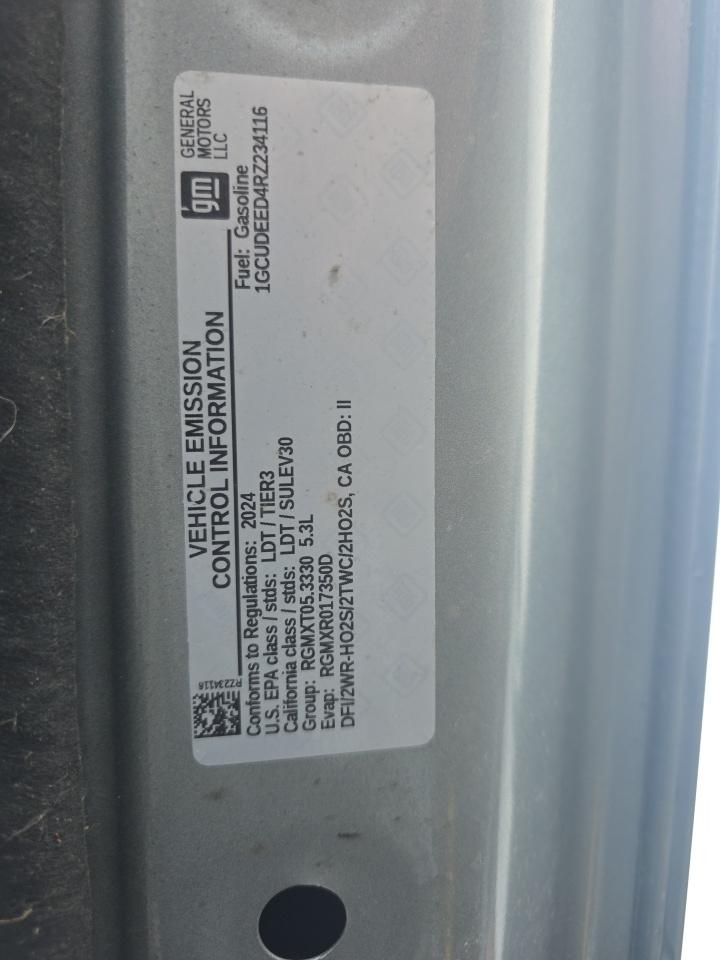 VEHICLE EMISSION
CONTROL INFORMATION
gm
GENERAL
MOTORS
LLC
RZ234116
Conforms to Regulations: 2024
Fuel: Gasoline
U.S. EPA class / stds: LDT / TIER3
1GCUDEED4RZ234116
California class / stds: LDT / SULEV30
Group: RGMXT05.3330 5.3L
Evap: RGMXR017350D
DFI/2WR-HO2S/2TWC/2HO2S, CA OBD: II